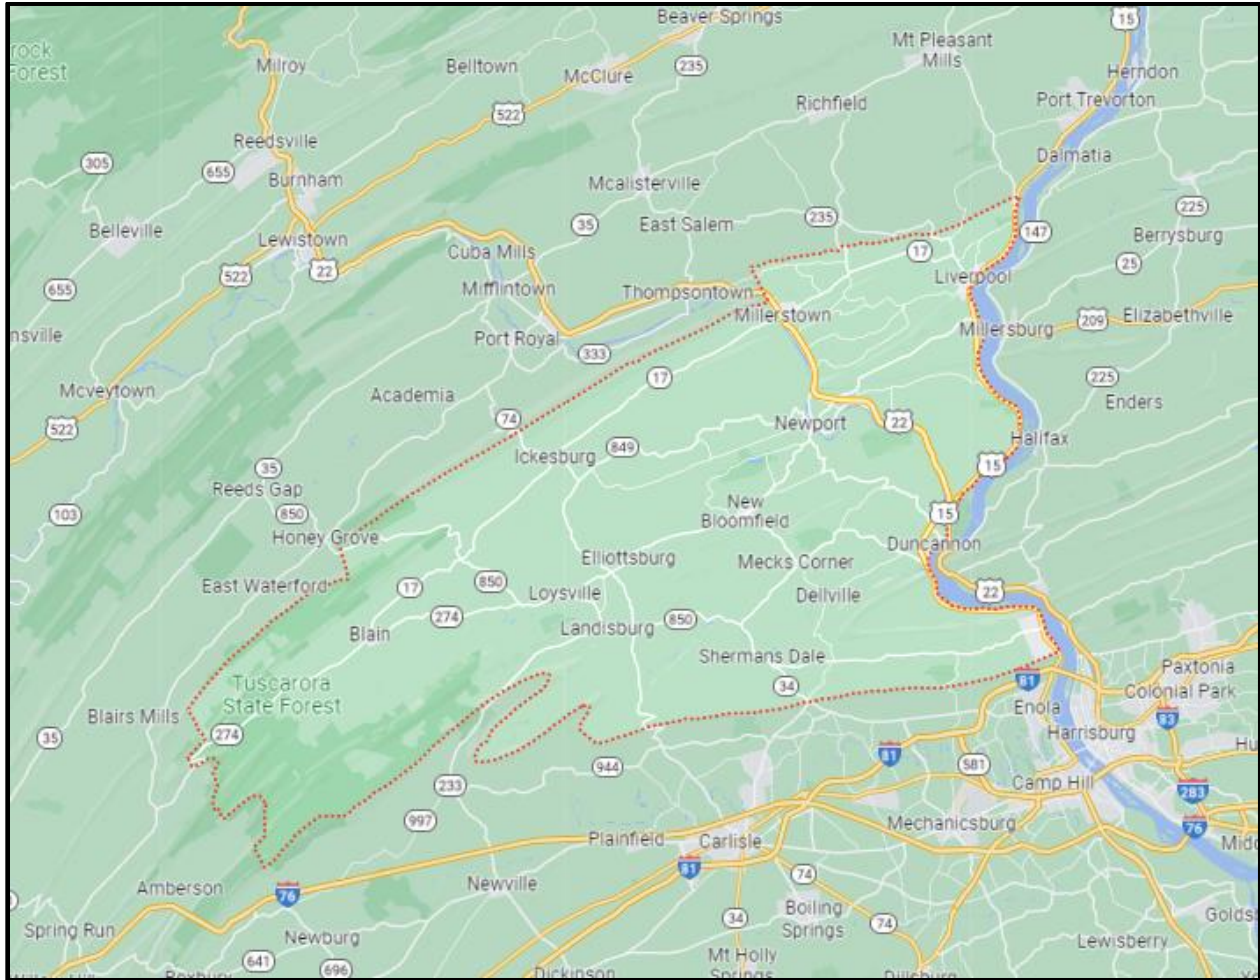 Beaver Springs
15
Mt Pleasant
Mills
rock
Forest
Milroy
Belltown
McClure
235
Herndon
Richfield
Port Trevorton
522
Reedsville
305
655
Burnham
Dalmatia
Mcalisterville
225
Belleville
35
East Salem
235
147
Berrysburg
Lewistown
Cuba Mills
17
25
522
22
Liverpool
655
Mifflintown
Thompsontown
Millerstown
Millersburg
209
Elizabethville
nsville
Port Royal
333
17
225
Mcveytown
Academia
Enders
522
74
Newport
22
Halifax
Ickesburg
849
35
15
Reeds Gap
103
850
New
Bloomfield
15
Honey Grove
Duncannon
Elliottsburg
Mecks Corner
East Waterford
17
850
Loysville
22
Dellville
274
Landisburg
850
Blain
Shermans Dale
Paxtonia
Tuscarora
State Forest
34
81
Colonial Park
Blairs Mills
Enola
83
274
Harrisburg
35
81
Hu
944
581
Camp Hill
233
283
997
Mechanicsburg
76
Plainfield
Carlisle
Midd
81
74
Amberson
76
Newville
Boiling
Springs
34
74
Golds
Spring Run
Newburg
Lewisberry
641
696
Mt Holly
Springs
Roxbury
Dickinson
Dillsburg